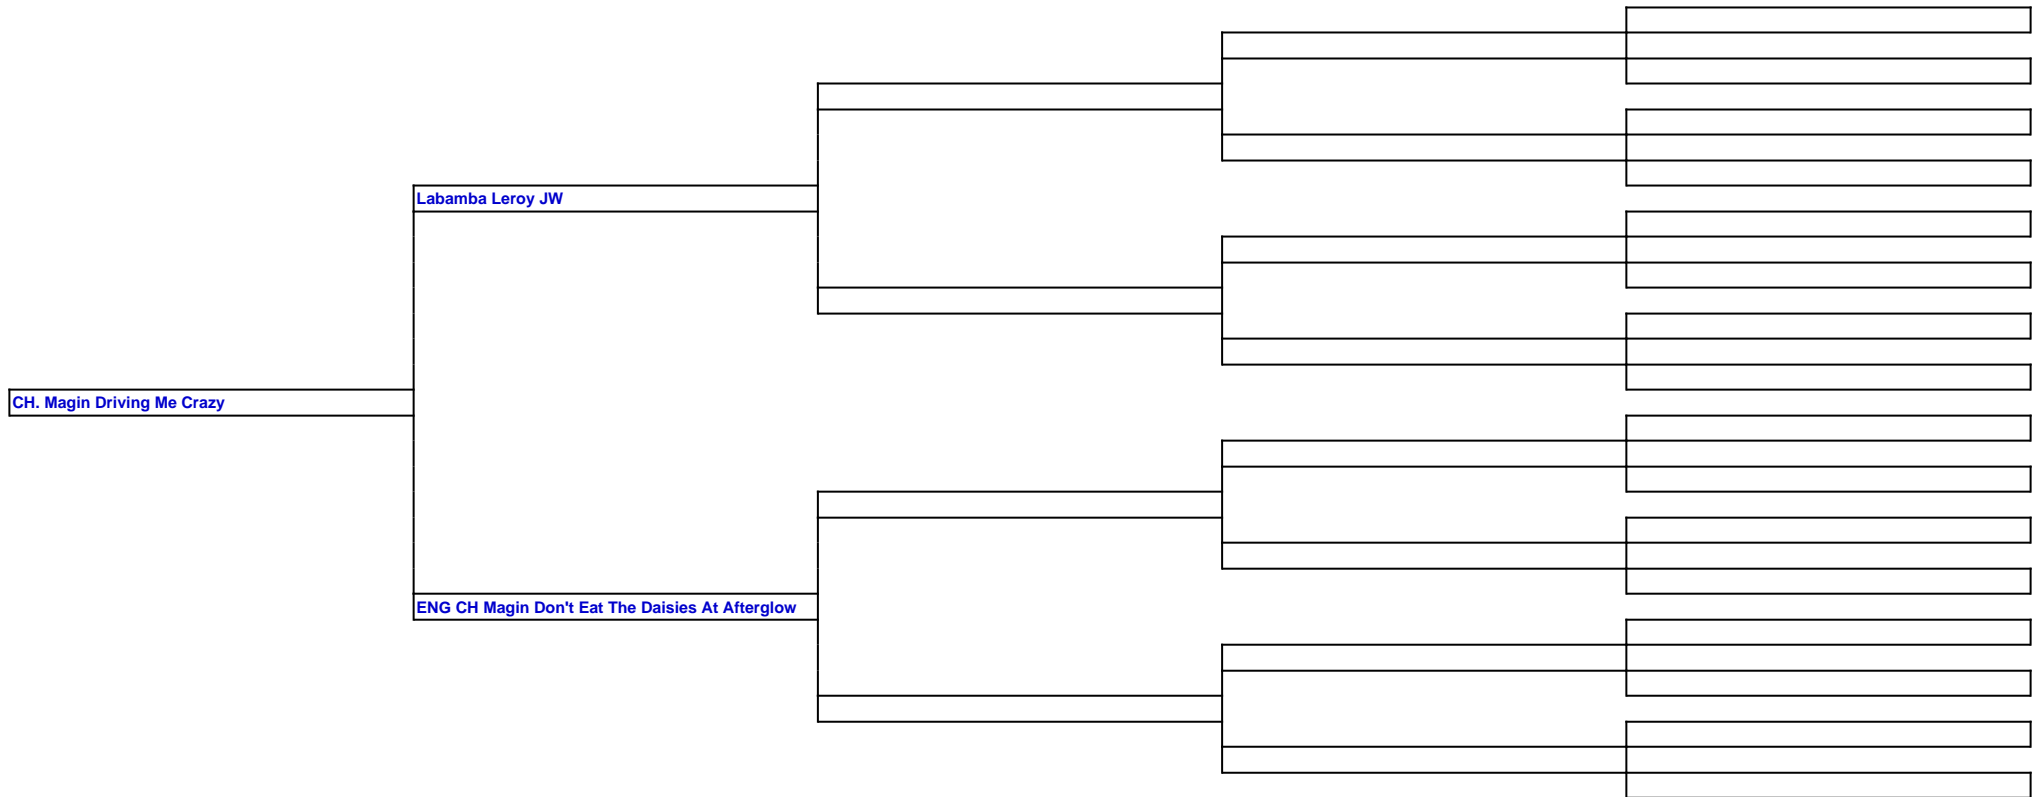 Labamba Leroy JW
CH. Magin Driving Me Crazy
ENG CH Magin Don't Eat The Daisies At Afterglow